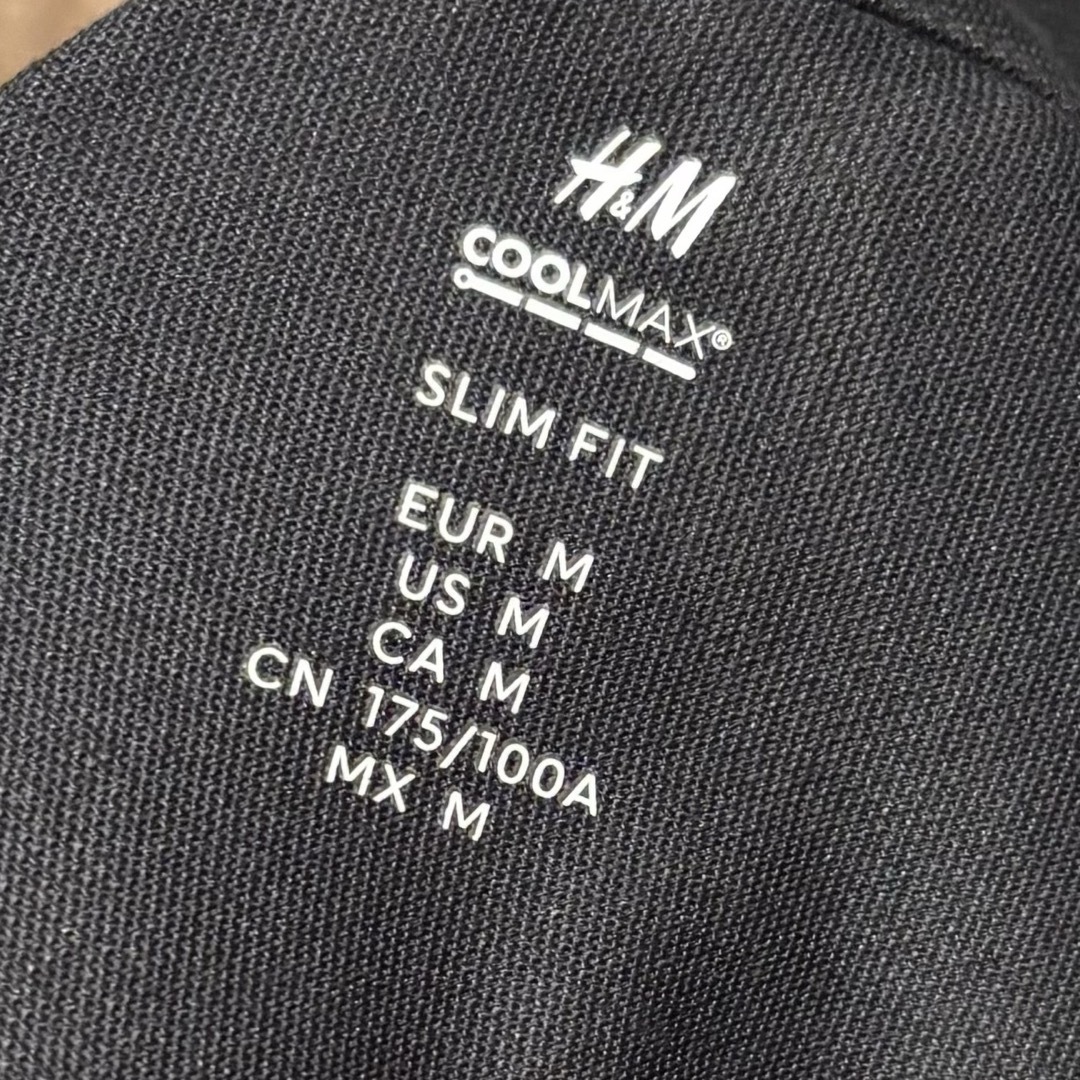 H&M
COOLMAX®
SLIM FIT
EUR M
US M
CA M
CN 175/100A
MX M